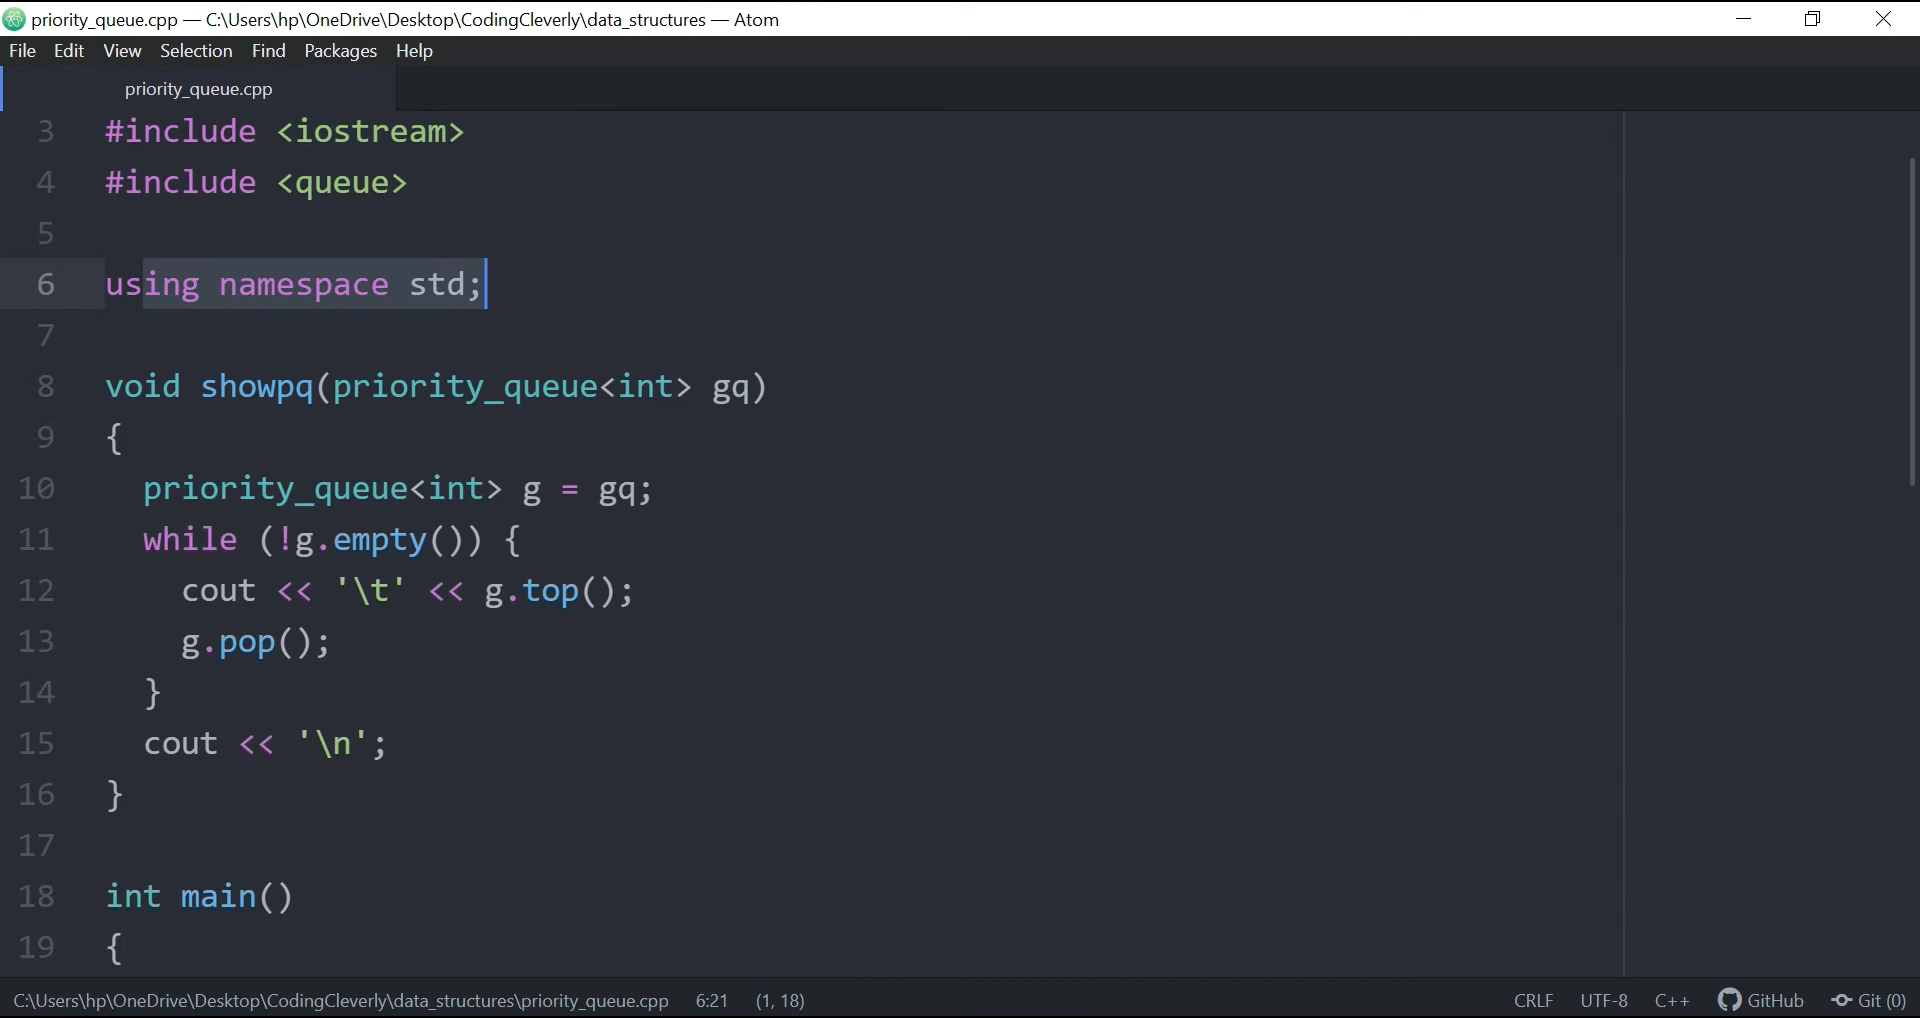 priority_queue.cpp — C:\Users\hp\OneDrive\Desktop\CodingCleverly\data_structures — Atom
File Edit View Selection Find Packages Help
priority_queue.cpp
3 #include <iostream>
4 #include <queue>
5
6 using namespace std;
7
8 void showpq(priority_queue<int> gq)
9 {
10 priority_queue<int> g = gq;
11 while (!g.empty()) {
12 cout << '\t' << g.top();
13 g.pop();
14 }
15 cout << '\n';
16 }
17
18 int main()
19 {
C:\Users\hp\OneDrive\Desktop\CodingCleverly\data_structures\priority_queue.cpp 6:21 (1, 18) CRLF UTF-8 C++ GitHub Git (0)